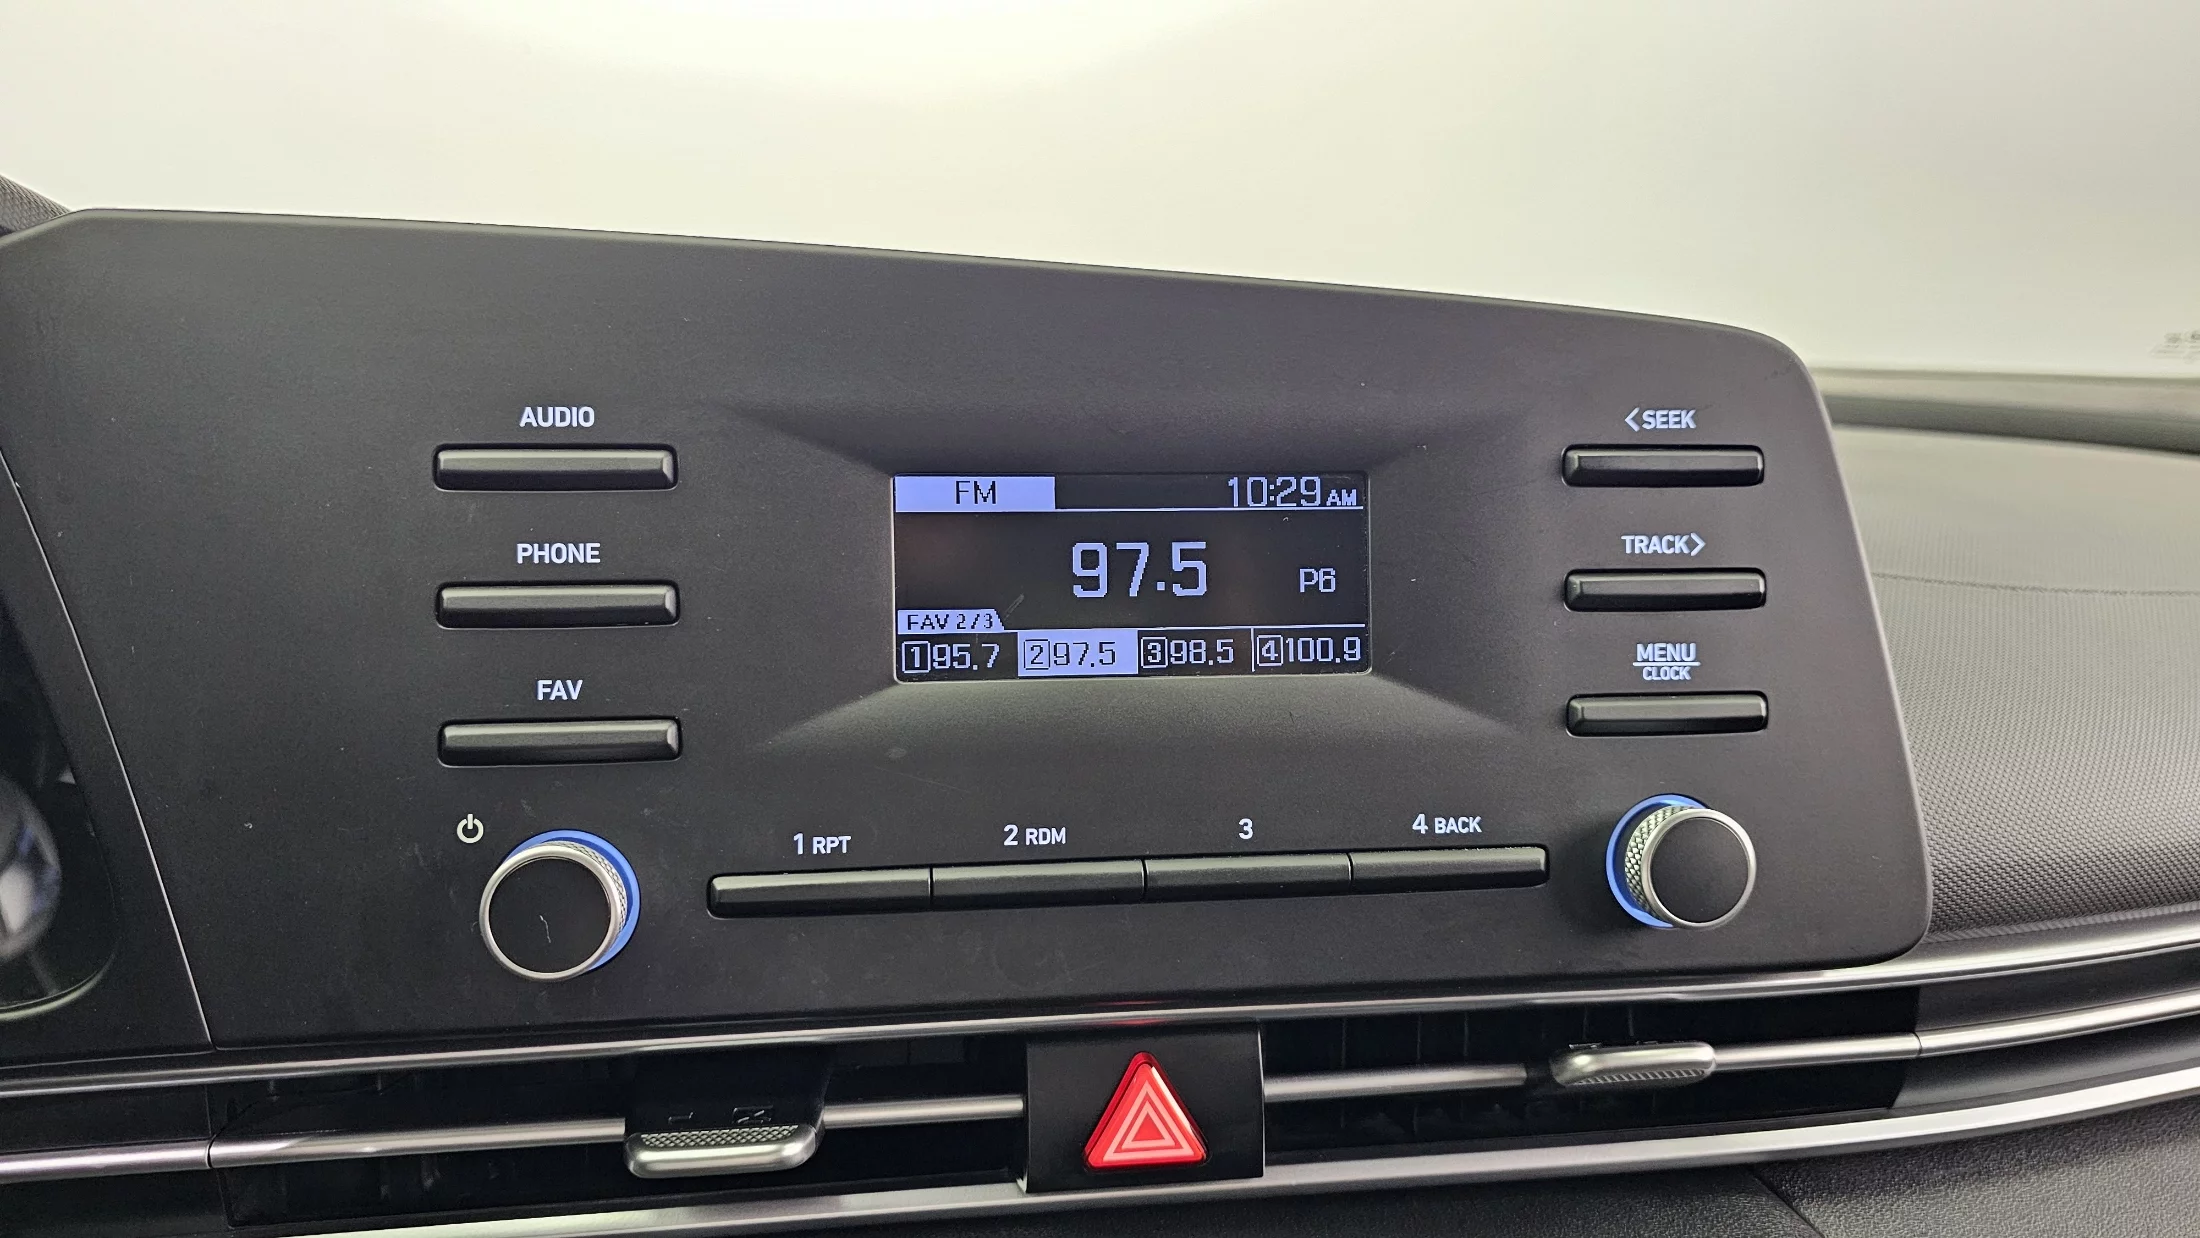 AUDIO
PHONE
FAV
FM 10:29 AM
97.5 P6
FAV 2/3
1 95.7 2 97.5 3 98.5 4 100.9
<SEEK
TRACK>
MENU
CLOCK
1 RPT 2 RDM 3 4 BACK